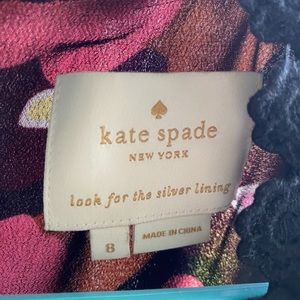 kate spade
NEW YORK
look for the silver lining
8
MADE IN CHINA